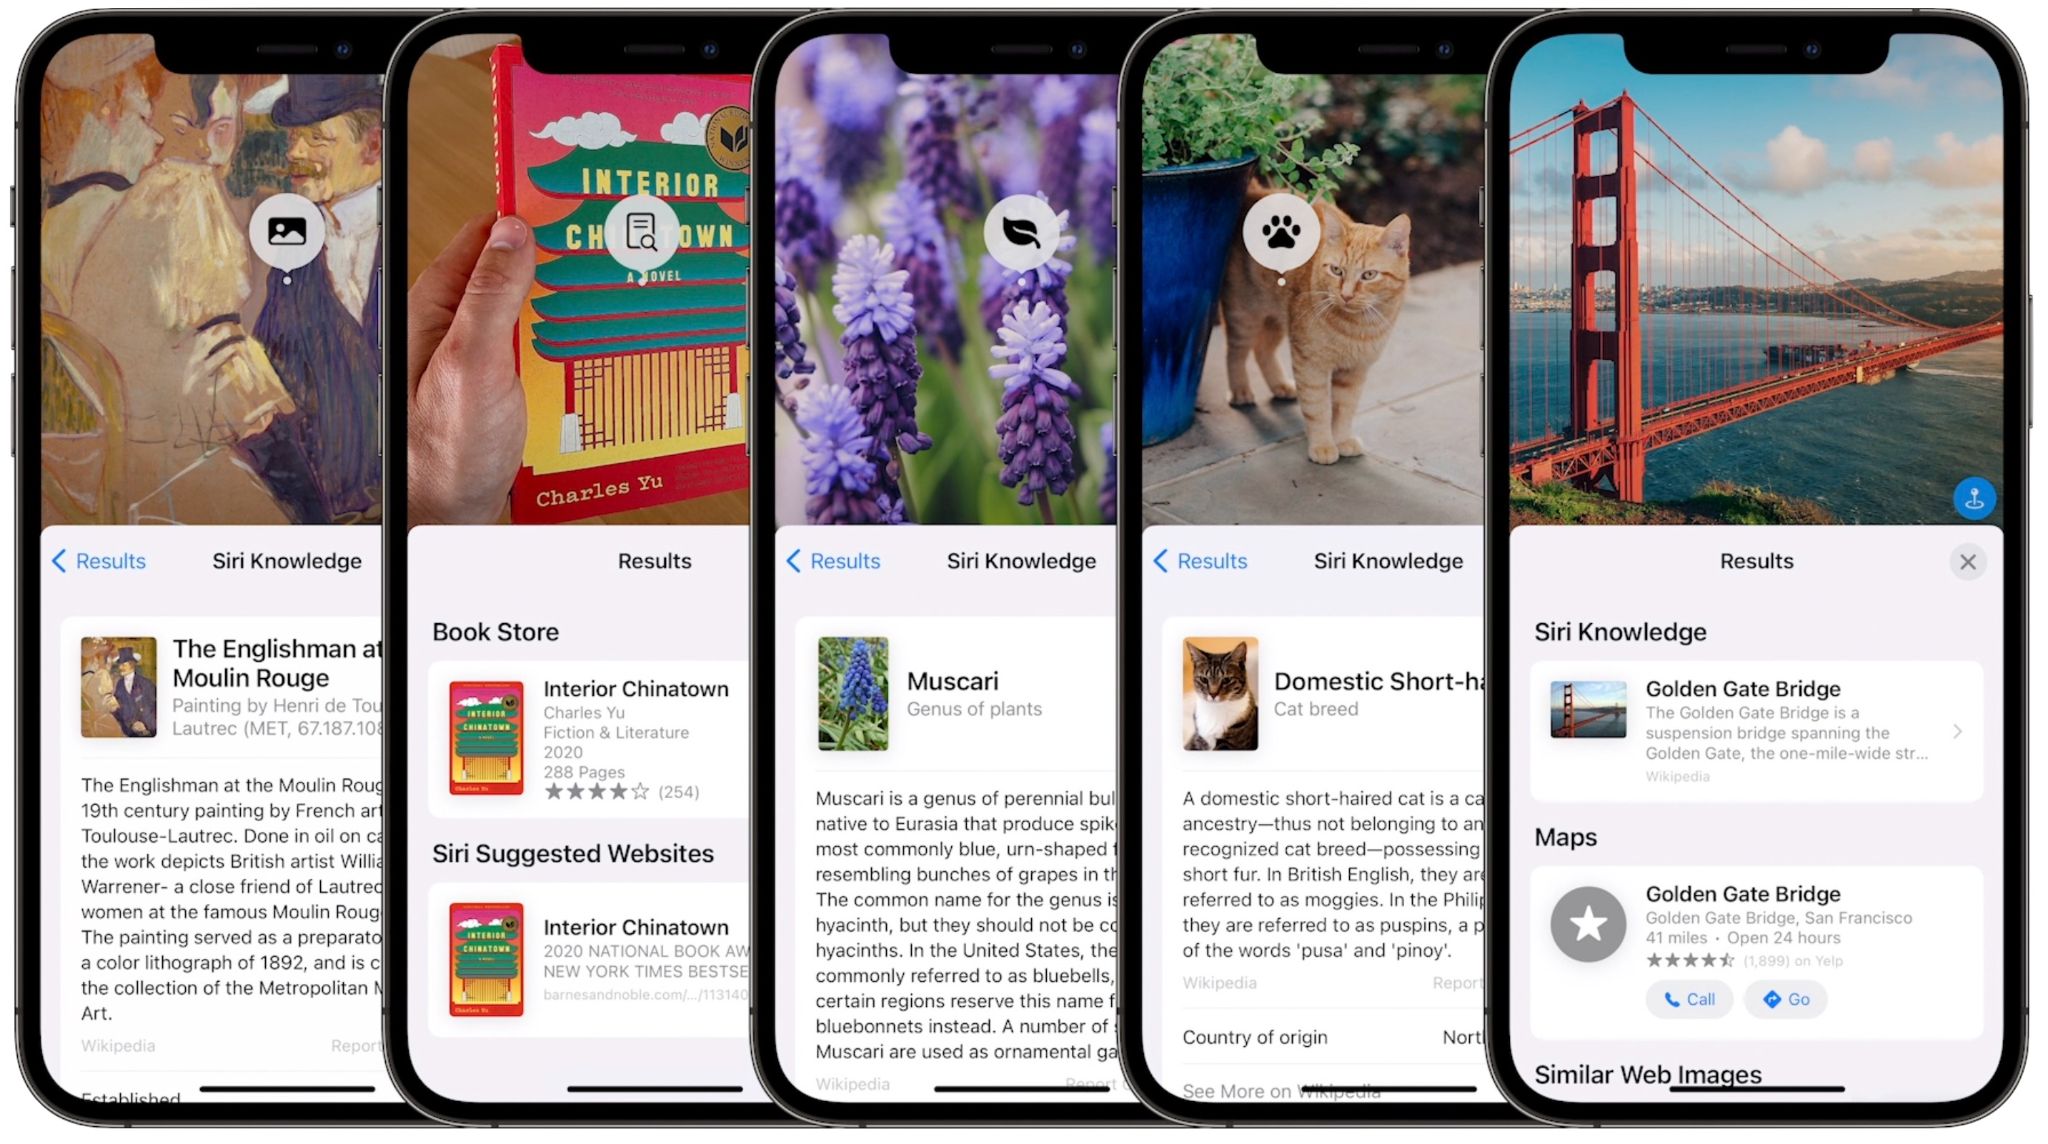 INTERIOR
OWN
A NOVEL
Charles Yu
Results
Siri Knowledge
The Englishman at
Moulin Rouge
Painting by Henri de Tou
Lautrec (MET, 67.187.108
The Englishman at the Moulin Roug
19th century painting by French art
Toulouse-Lautrec. Done in oil on ca
the work depicts British artist Willia
Warrener- a close friend of Lautrec
women at the famous Moulin Roug
The painting served as a preparato
a color lithograph of 1892, and is c
the collection of the Metropolitan M
Art.
Wikipedia Report
Established
Results
Book Store
Interior Chinatown
Charles Yu
Fiction & Literature
2020
288 Pages
★★★★☆ (254)
Siri Suggested Websites
Interior Chinatown
2020 NATIONAL BOOK AW
NEW YORK TIMES BESTSE
barnesandnoble.com/.../113140
Results
Siri Knowledge
Muscari
Genus of plants
Muscari is a genus of perennial bul
native to Eurasia that produce spik
most commonly blue, urn-shaped f
resembling bunches of grapes in th
The common name for the genus is
hyacinth, but they should not be co
hyacinths. In the United States, the
commonly referred to as bluebells,
certain regions reserve this name f
bluebonnets instead. A number of s
Muscari are used as ornamental ga
Wikipedia Report
Results
Siri Knowledge
Domestic Short-ha
Cat breed
A domestic short-haired cat is a ca
ancestry—thus not belonging to an
recognized cat breed—possessing
short fur. In British English, they are
referred to as moggies. In the Philip
they are referred to as puspins, a p
of the words 'pusa' and 'pinoy'.
Wikipedia Report
Country of origin North
See More on Wikipedia
Results
Siri Knowledge
Golden Gate Bridge
The Golden Gate Bridge is a
suspension bridge spanning the
Golden Gate, the one-mile-wide str...
Wikipedia
Maps
Golden Gate Bridge
Golden Gate Bridge, San Francisco
41 miles · Open 24 hours
(1,899) on Yelp
Call Go
Similar Web Images